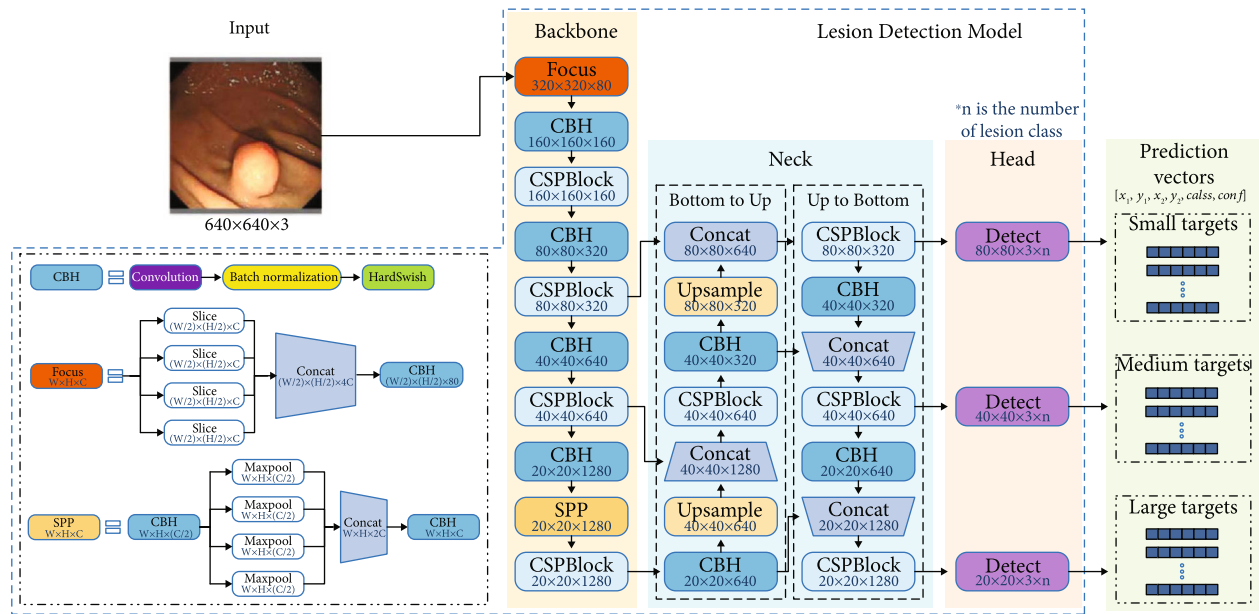 Input
640×640×3
Backbone
Focus
320×320×80
CBH
160×160×160
CSPBlock
160×160×160
CBH
80×80×320
CSPBlock
80×80×320
CBH
40×40×640
CSPBlock
40×40×640
CBH
20×20×1280
SPP
20×20×1280
CSPBlock
20×20×1280
Lesion Detection Model
*n is the number
of lesion class
Neck
Bottom to Up
Concat
80×80×640
Upsample
80×80×320
CBH
40×40×320
CSPBlock
40×40×640
Concat
40×40×1280
Upsample
40×40×640
CBH
20×20×640
Up to Bottom
CSPBlock
80×80×320
CBH
40×40×320
Concat
40×40×640
CSPBlock
40×40×640
CBH
20×20×640
Concat
20×20×1280
CSPBlock
20×20×1280
Head
Detect
80×80×3×n
Detect
40×40×3×n
Detect
20×20×3×n
Prediction
vectors
[x₁, y₁, x₂, y₂, calss, conf]
Small targets
Medium targets
Large targets
CBH
Convolution
Batch normalization
HardSwish
Focus
W×H×C
Slice
(W/2)×(H/2)×C
Slice
(W/2)×(H/2)×C
Slice
(W/2)×(H/2)×C
Slice
(W/2)×(H/2)×C
Concat
(W/2)×(H/2)×4C
CBH
(W/2)×(H/2)×80
SPP
W×H×C
CBH
W×H×(C/2)
Maxpool
W×H×(C/2)
Maxpool
W×H×(C/2)
Maxpool
W×H×(C/2)
Maxpool
W×H×(C/2)
Concat
W×H×2C
CBH
W×H×C